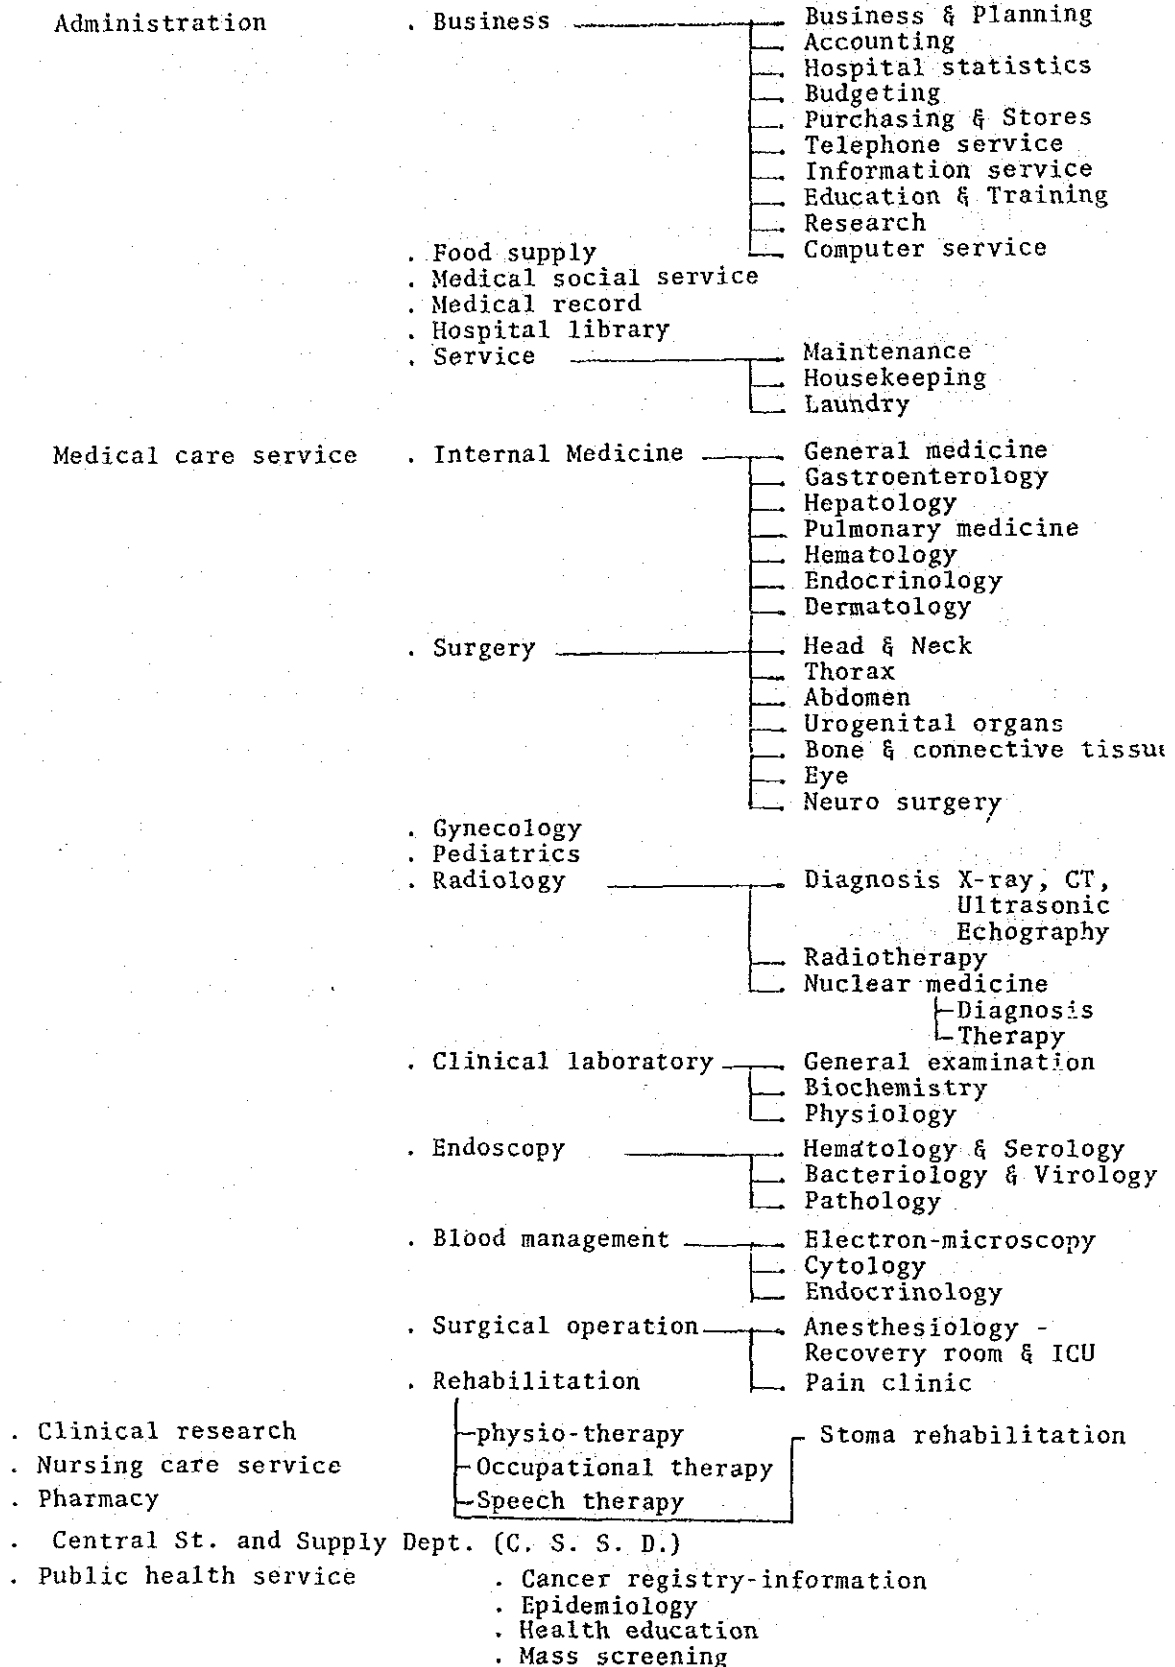 Administration . Business . Business & Planning
. Accounting
. Hospital statistics
. Budgeting
. Purchasing & Stores
. Telephone service
. Information service
. Education & Training
. Research
. Food supply . Computer service
. Medical social service
. Medical record
. Hospital library
. Service . Maintenance
. Housekeeping
. Laundry
Medical care service . Internal Medicine . General medicine
. Gastroenterology
. Hepatology
. Pulmonary medicine
. Hematology
. Endocrinology
. Dermatology
. Surgery . Head & Neck
. Thorax
. Abdomen
. Urogenital organs
. Bone & connective tissue
. Eye
. Neuro surgery
. Gynecology
. Pediatrics
. Radiology . Diagnosis X-ray, CT,
Ultrasonic
Echography
. Radiotherapy
. Nuclear medicine
Diagnosis
Therapy
. Clinical laboratory . General examination
. Biochemistry
. Physiology
. Endoscopy . Hematology & Serology
. Bacteriology & Virology
. Pathology
. Blood management . Electron-microscopy
. Cytology
. Endocrinology
. Surgical operation . Anesthesiology -
Recovery room & ICU
. Rehabilitation . Pain clinic
. Clinical research physio-therapy Stoma rehabilitation
. Nursing care service Occupational therapy
. Pharmacy Speech therapy
. Central St. and Supply Dept. (C. S. S. D.)
. Public health service . Cancer registry-information
. Epidemiology
. Health education
. Mass screening